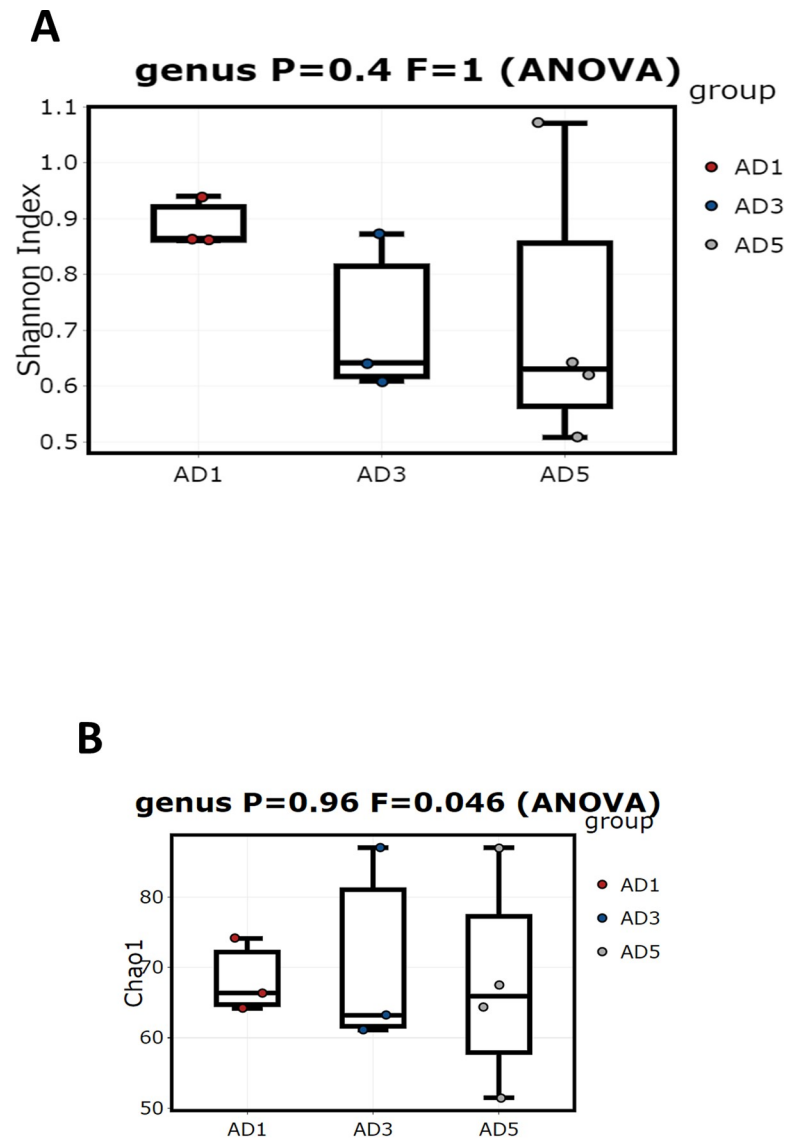 A
genus P=0.4 F=1 (ANOVA)
group
AD1
AD3
AD5
Shannon Index
1.1
1.0
0.9
0.8
0.7
0.6
0.5
AD1 AD3 AD5
B
genus P=0.96 F=0.046 (ANOVA)
group
AD1
AD3
AD5
Chao1
80
70
60
50
AD1 AD3 AD5